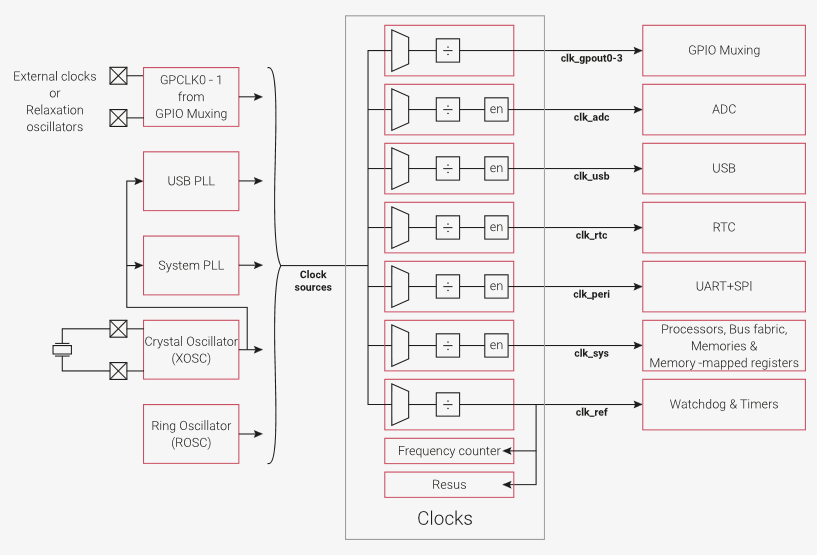 External clocks
or
Relaxation
oscillators
GPCLK0 - 1
from
GPIO Muxing
USB PLL
System PLL
Crystal Oscillator
(XOSC)
Ring Oscillator
(ROSC)
Clock
sources
÷
clk_gpout0-3
GPIO Muxing
÷
en
clk_adc
ADC
÷
en
clk_usb
USB
÷
en
clk_rtc
RTC
÷
en
clk_peri
UART+SPI
÷
en
clk_sys
Processors, Bus fabric,
Memories &
Memory -mapped registers
÷
clk_ref
Watchdog & Timers
Frequency counter
Resus
Clocks